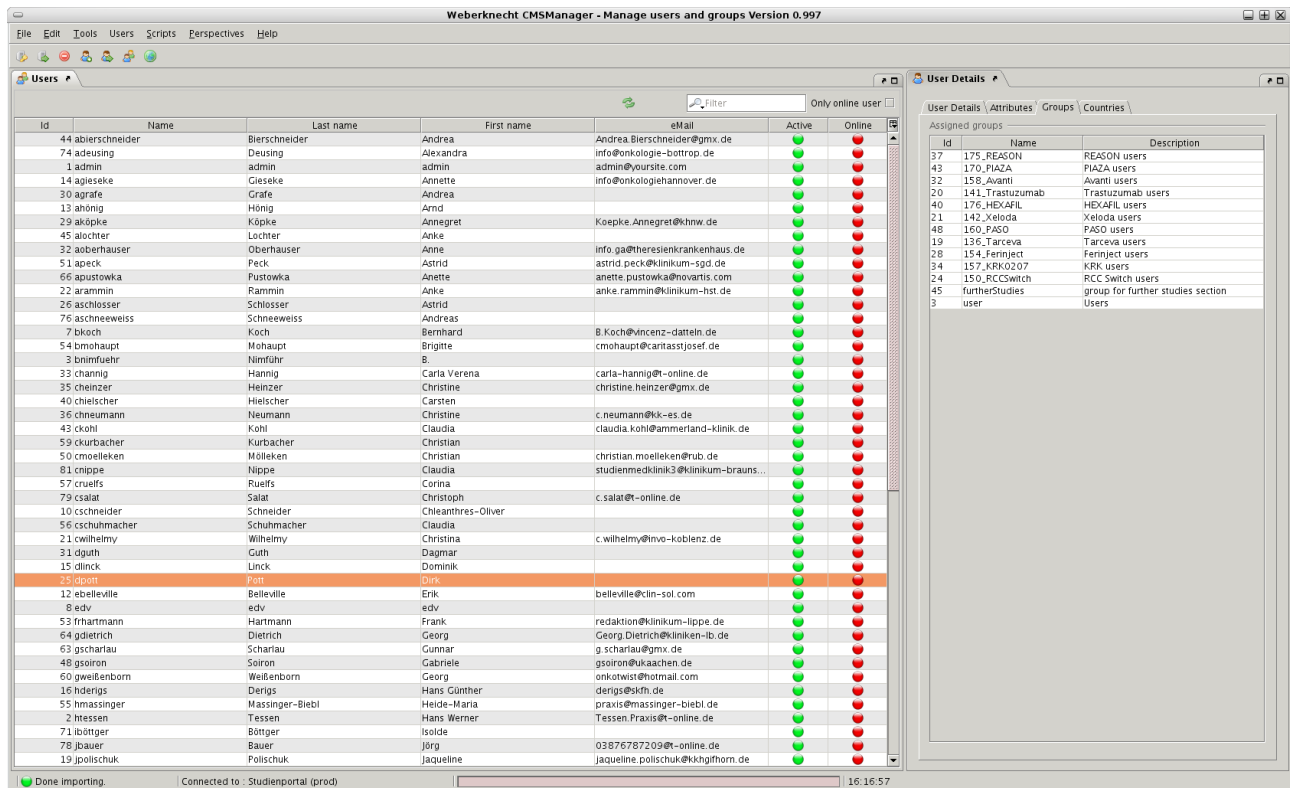 Weberknecht CMSManager - Manage users and groups Version 0.997
File Edit Tools Users Scripts Perspectives Help
Users
Filter Only online user
Id Name Last name First name eMail Active Online
44 abierschneider Bierschneider Andrea Andrea.Bierschneider@gmx.de
74 adeusing Deusing Alexandra info@onkologie-bottrop.de
1 admin admin admin admin@yoursite.com
14 agieseke Gieseke Annette info@onkologiehannover.de
30 agrafe Grafe Andrea
13 ahönig Hönig Arnd
29 aköpke Köpke Annegret Koepke.Annegret@khnw.de
45 alochter Lochter Anke
32 aoberhauser Oberhauser Anne info.ga@theresienkrankenhaus.de
51 apeck Peck Astrid astrid.peck@klinikum-sgd.de
66 apustowka Pustowka Anette anette.pustowka@novartis.com
22 arammin Rammin Anke anke.rammin@klinikum-hst.de
26 aschlosser Schlosser Astrid
76 aschneeweiss Schneeweiss Andreas
7 bkoch Koch Bernhard B.Koch@vincenz-datteln.de
54 bmohaupt Mohaupt Brigitte cmohaupt@caritasstjosef.de
3 bnimfuehr Nimführ B.
33 channig Hannig Carla Verena carla-hannig@t-online.de
35 cheinzer Heinzer Christine christine.heinzer@gmx.de
40 chielscher Hielscher Carsten
36 chneumann Neumann Christine c.neumann@kk-es.de
43 ckohl Kohl Claudia claudia.kohl@ammerland-klinik.de
59 ckurbacher Kurbacher Christian
50 cmoelleken Mölleken Christian christian.moelleken@rub.de
81 cnippe Nippe Claudia studienmedklinik3@klinikum-brauns...
57 cruelfs Ruelfs Corina
79 csalat Salat Christoph c.salat@t-online.de
10 cschneider Schneider Chleanthres-Oliver
56 cschuhmacher Schuhmacher Claudia
21 cwilhelmy Wilhelmy Christina c.wilhelmy@invo-koblenz.de
31 dguth Guth Dagmar
15 dlinck Linck Dominik
25 dpott Pott Dirk
12 ebelleville Belleville Erik belleville@clin-sol.com
8 edv edv edv
53 frhartmann Hartmann Frank redaktion@klinikum-lippe.de
64 gdietrich Dietrich Georg Georg.Dietrich@kliniken-lb.de
63 gscharlau Scharlau Gunnar g.scharlau@gmx.de
48 gsoiron Soiron Gabriele gsoiron@ukaachen.de
60 gweißenborn Weißenborn Georg onkotwist@hotmail.com
16 hderigs Derigs Hans Günther derigs@skfh.de
55 hmassinger Massinger-Biebl Heide-Maria praxis@massinger-biebl.de
2 htessen Tessen Hans Werner Tessen.Praxis@t-online.de
71 iböttger Böttger Isolde
78 jbauer Bauer Jörg 03876787209@t-online.de
19 jpolischuk Polischuk Jaqueline jaqueline.polischuk@kkhgifhorn.de
User Details
User Details Attributes Groups Countries
Assigned groups
Id Name Description
37 175_REASON REASON users
43 170_PIAZA PIAZA users
32 158_Avanti Avanti users
20 141_Trastuzumab Trastuzumab users
40 176_HEXAFIL HEXAFIL users
21 142_Xeloda Xeloda users
48 160_PASO PASO users
19 136_Tarceva Tarceva users
28 154_Ferinject Ferinject users
34 157_KRK0207 KRK users
24 150_RCCSwitch RCC Switch users
45 furtherStudies group for further studies section
3 user Users
Done importing. Connected to : Studienportal (prod) 16:16:57